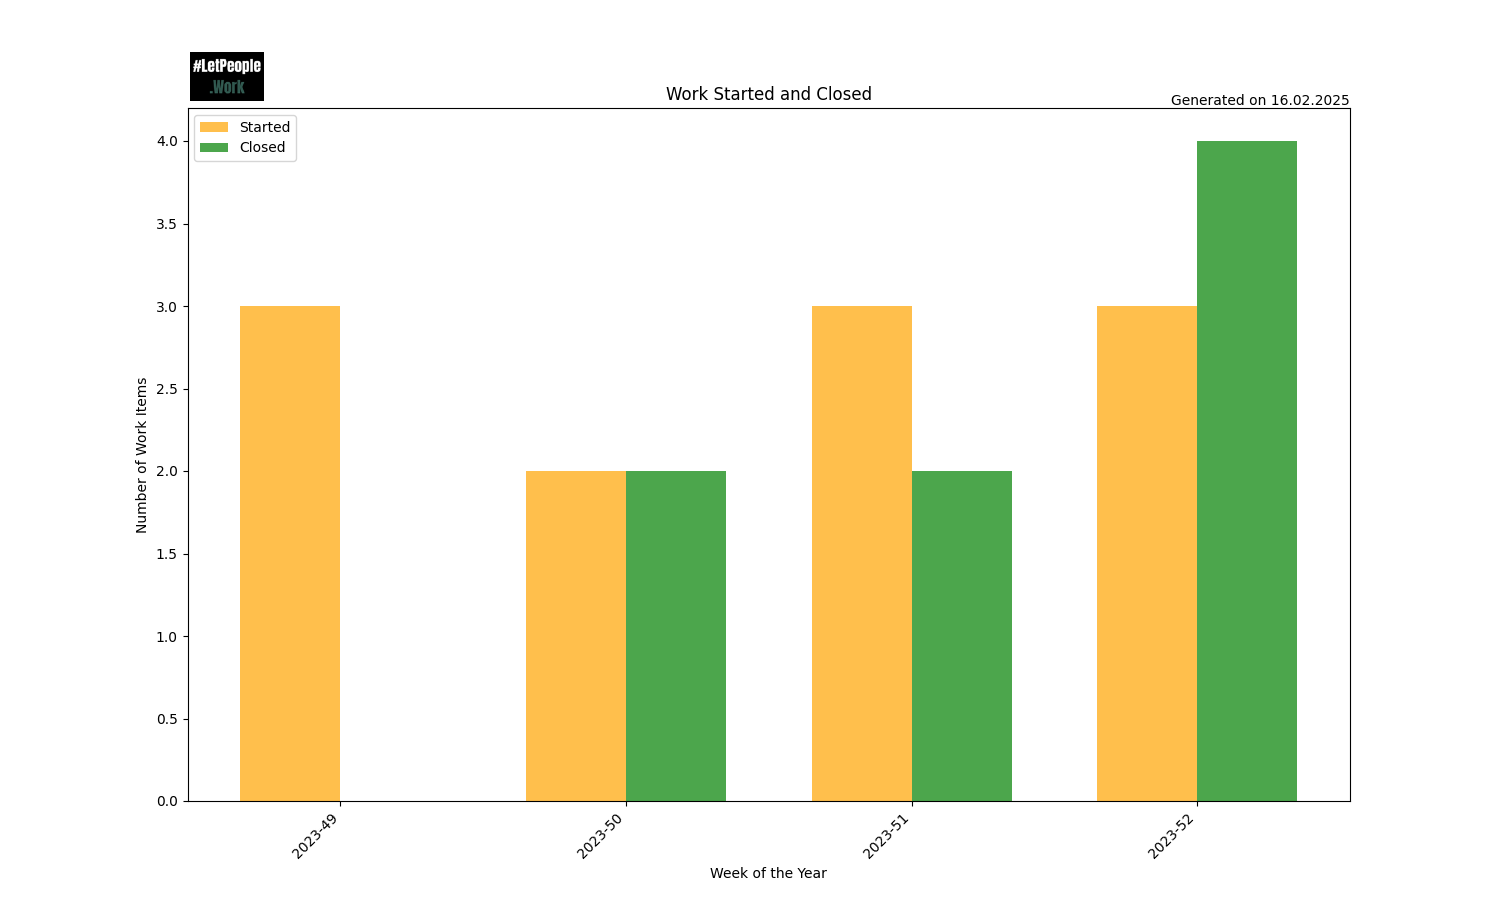 #LetPeople
.Work
Work Started and Closed
Generated on 16.02.2025
Started
Closed
4.0
3.5
3.0
2.5
2.0
1.5
1.0
0.5
0.0
Number of Work Items
2023-49
2023-50
2023-51
2023-52
Week of the Year